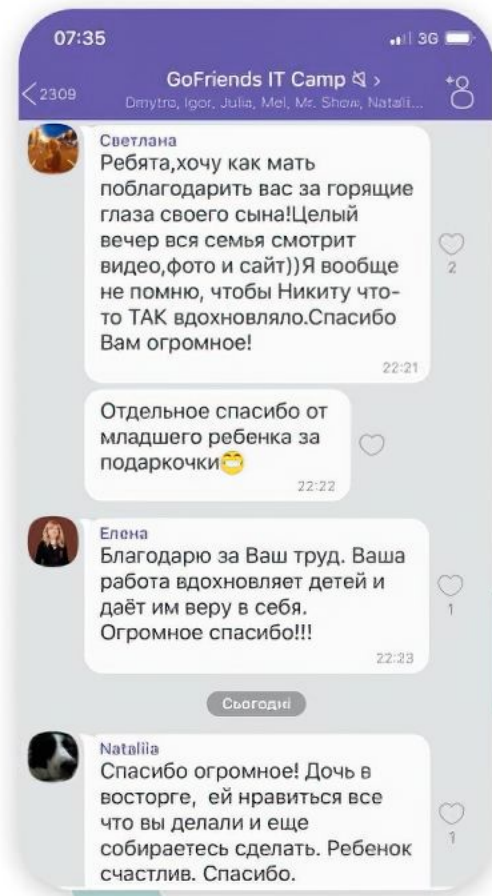 07:35
3G
2309
GoFriends IT Camp
Dmytro, Igor, Julia, Mel, Mr. Show, Natalii...
Светлана
Ребята,хочу как мать
поблагодарить вас за горящие
глаза своего сына!Целый
вечер вся семья смотрит
видео,фото и сайт))Я вообще
не помню, чтобы Никиту что-
то ТАК вдохновляло.Спасибо
Вам огромное!
2
22:21
Отдельное спасибо от
младшего ребенка за
подаркочки😁
22:22
Елена
Благодарю за Ваш труд. Ваша
работа вдохновляет детей и
даёт им веру в себя.
Огромное спасибо!!!
1
22:23
Сьогодні
Nataliia
Спасибо огромное! Дочь в
восторге, ей нравиться все
что вы делали и еще
собираетесь сделать. Ребенок
счастлив. Спасибо.
1